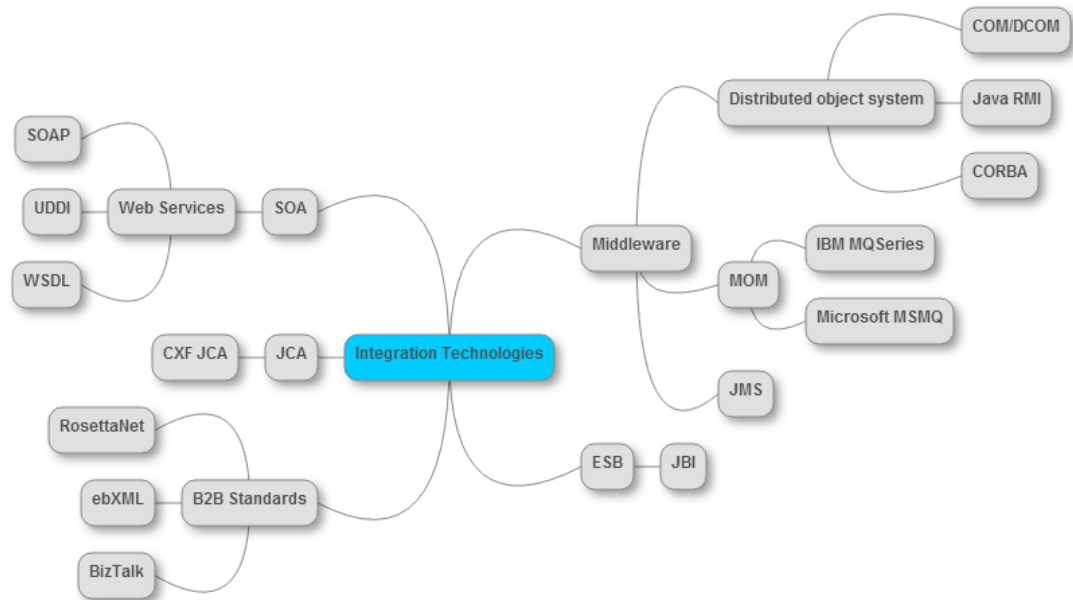 COM/DCOM
Distributed object system
Java RMI
SOAP
CORBA
UDDI
Web Services
SOA
Middleware
IBM MQSeries
WSDL
MOM
Microsoft MSMQ
CXF JCA
JCA
Integration Technologies
JMS
RosettaNet
ESB
JBI
ebXML
B2B Standards
BizTalk